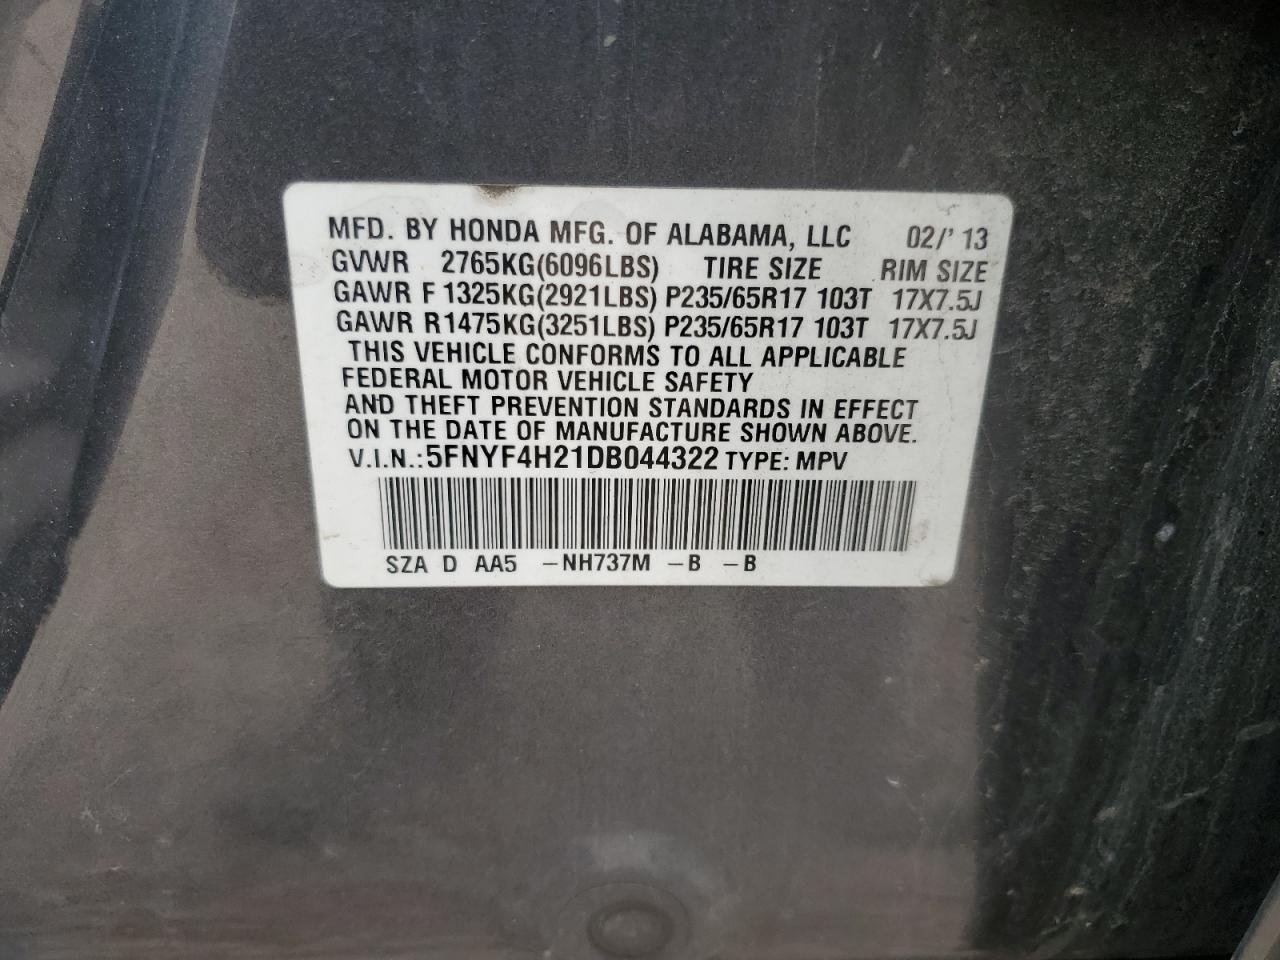 MFD. BY HONDA MFG. OF ALABAMA, LLC 02/' 13
GVWR 2765KG(6096LBS) TIRE SIZE RIM SIZE
GAWR F 1325KG(2921LBS) P235/65R17 103T 17X7.5J
GAWR R1475KG(3251LBS) P235/65R17 103T 17X7.5J
THIS VEHICLE CONFORMS TO ALL APPLICABLE
FEDERAL MOTOR VEHICLE SAFETY
AND THEFT PREVENTION STANDARDS IN EFFECT
ON THE DATE OF MANUFACTURE SHOWN ABOVE.
V.I.N.: 5FNYF4H21DB044322 TYPE: MPV
SZA D AA5 -NH737M -B -B